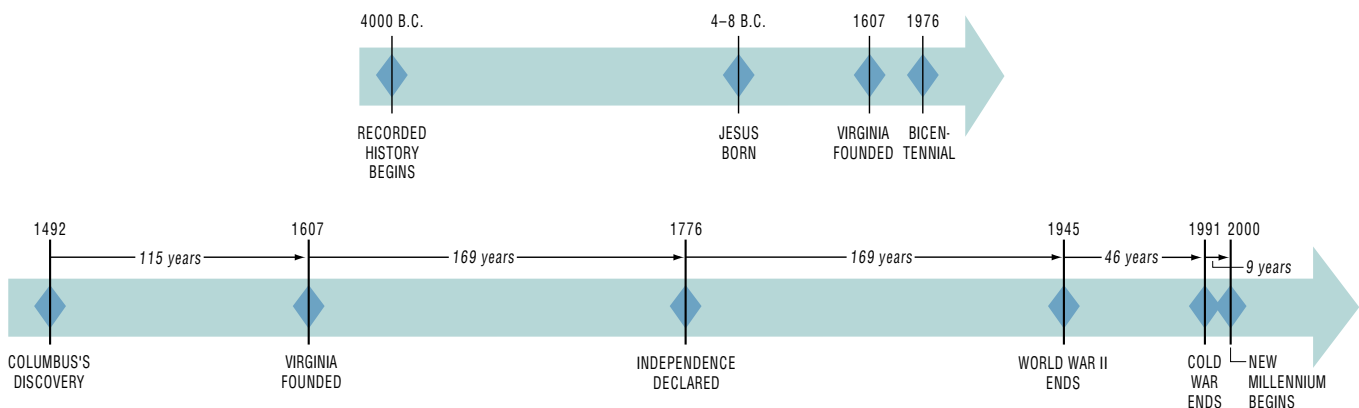 4000 B.C.
4–8 B.C.
1607
1976
RECORDED
HISTORY
BEGINS
JESUS
BORN
VIRGINIA
FOUNDED
BICEN-
TENNIAL
1492
1607
1776
1945
1991
2000
115 years
169 years
169 years
46 years
9 years
COLUMBUS'S
DISCOVERY
VIRGINIA
FOUNDED
INDEPENDENCE
DECLARED
WORLD WAR II
ENDS
COLD
WAR
ENDS
NEW
MILLENNIUM
BEGINS